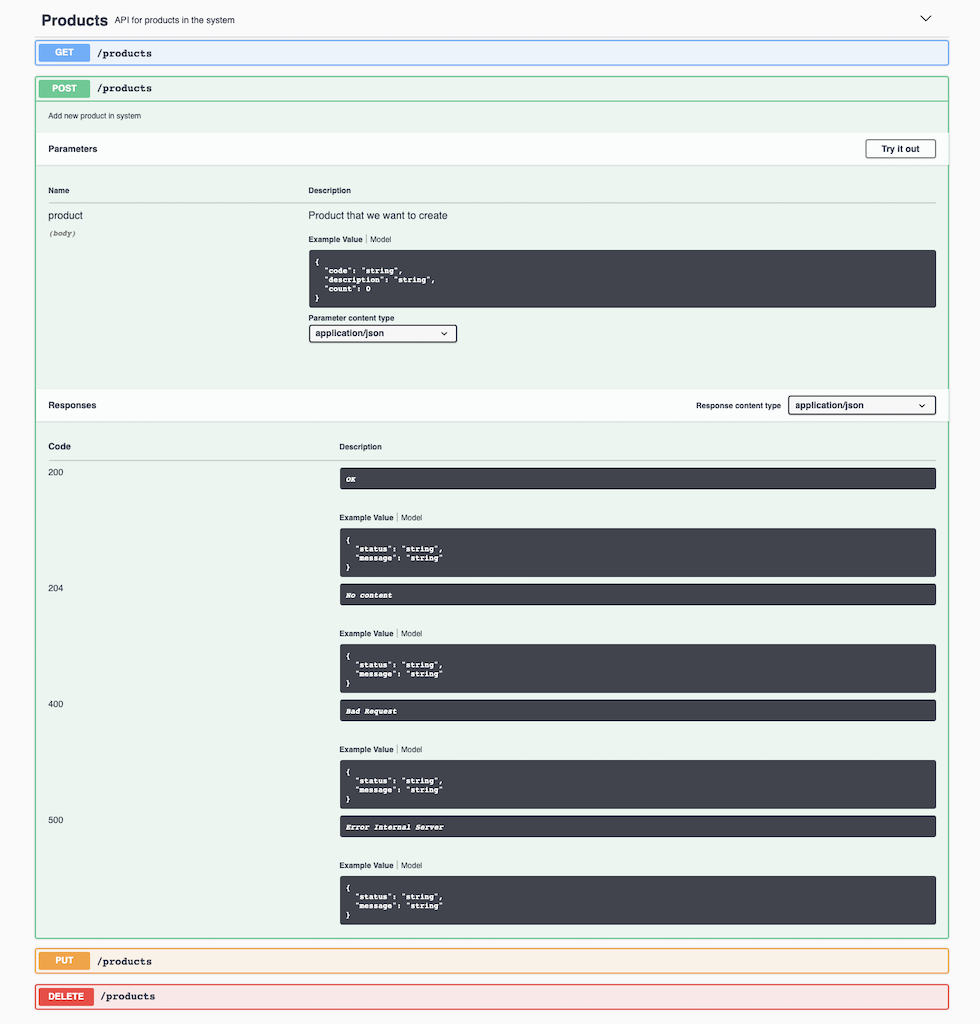 Products API for products in the system
GET /products
POST /products
Add new product in system
Parameters Try it out
Name Description
product Product that we want to create
(body)
Example Value Model
{
"code": "string",
"description": "string",
"count": 0
}
Parameter content type
application/json
Responses Response content type application/json
Code Description
200 OK
Example Value Model
{
"status": "string",
"message": "string"
}
204 No content
Example Value Model
{
"status": "string",
"message": "string"
}
400 Bad Request
Example Value Model
{
"status": "string",
"message": "string"
}
500 Error Internal Server
Example Value Model
{
"status": "string",
"message": "string"
}
PUT /products
DELETE /products